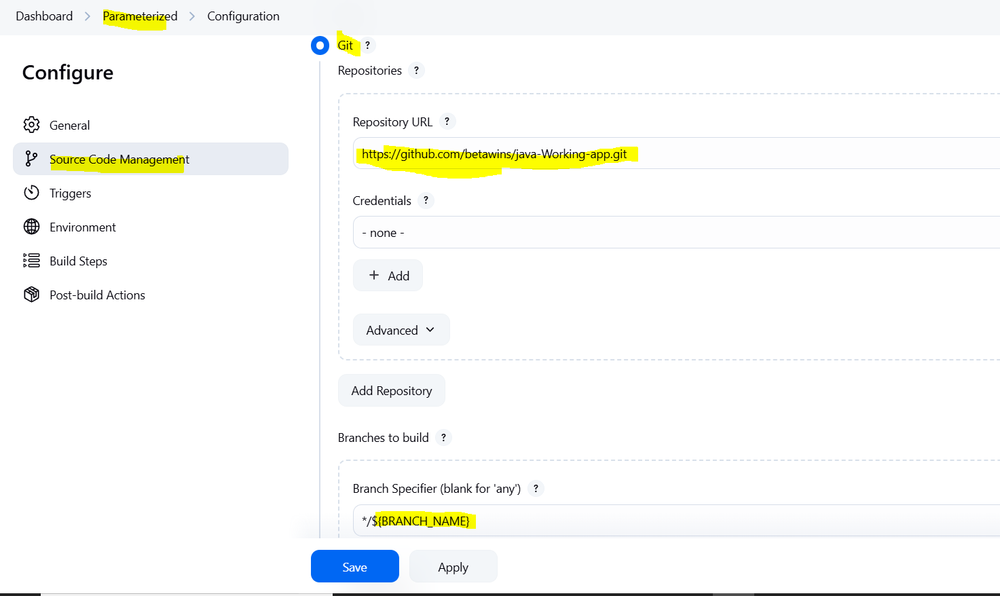 Dashboard > Parameterized > Configuration
Configure
General
Source Code Management
Triggers
Environment
Build Steps
Post-build Actions
Git ?
Repositories ?
Repository URL ?
https://github.com/betawins/java-Working-app.git
Credentials ?
- none -
+ Add
Advanced
Add Repository
Branches to build ?
Branch Specifier (blank for 'any') ?
*/${BRANCH_NAME}
Save
Apply